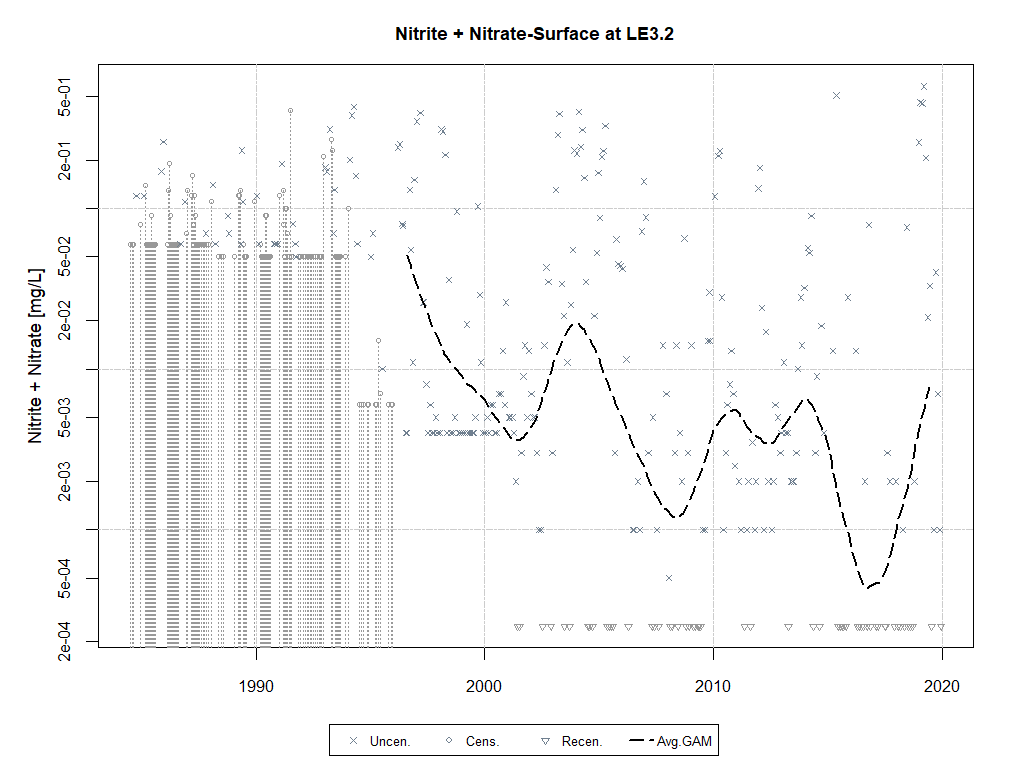 Nitrite + Nitrate-Surface at LE3.2
Nitrite + Nitrate [mg/L]
5e-01
2e-01
5e-02
2e-02
5e-03
2e-03
5e-04
2e-04
1990 2000 2010 2020
Uncen. Cens. Recen. Avg.GAM